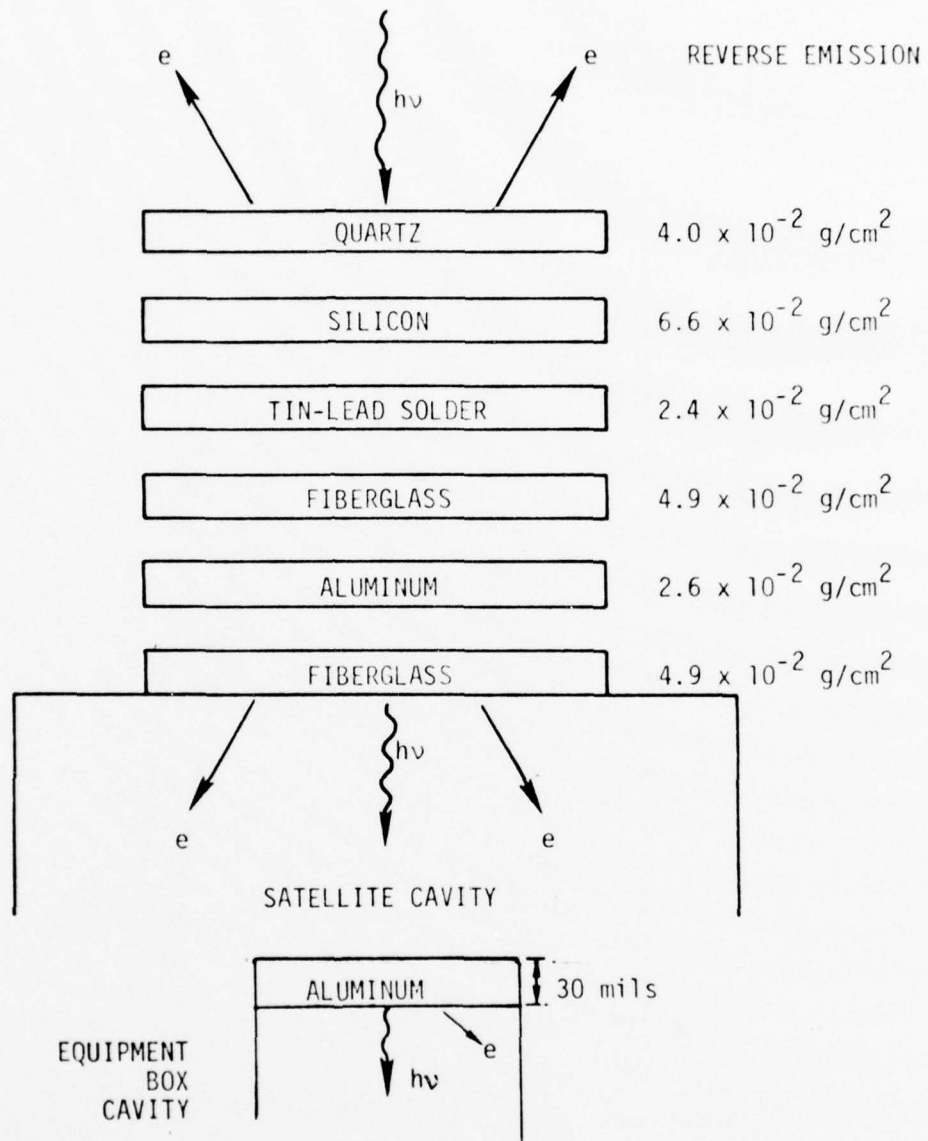 e
e
REVERSE EMISSION
hν
QUARTZ
4.0 x 10⁻² g/cm²
SILICON
6.6 x 10⁻² g/cm²
TIN-LEAD SOLDER
2.4 x 10⁻² g/cm²
FIBERGLASS
4.9 x 10⁻² g/cm²
ALUMINUM
2.6 x 10⁻² g/cm²
FIBERGLASS
4.9 x 10⁻² g/cm²
hν
e
e
SATELLITE CAVITY
ALUMINUM
30 mils
e
hν
EQUIPMENT
BOX
CAVITY